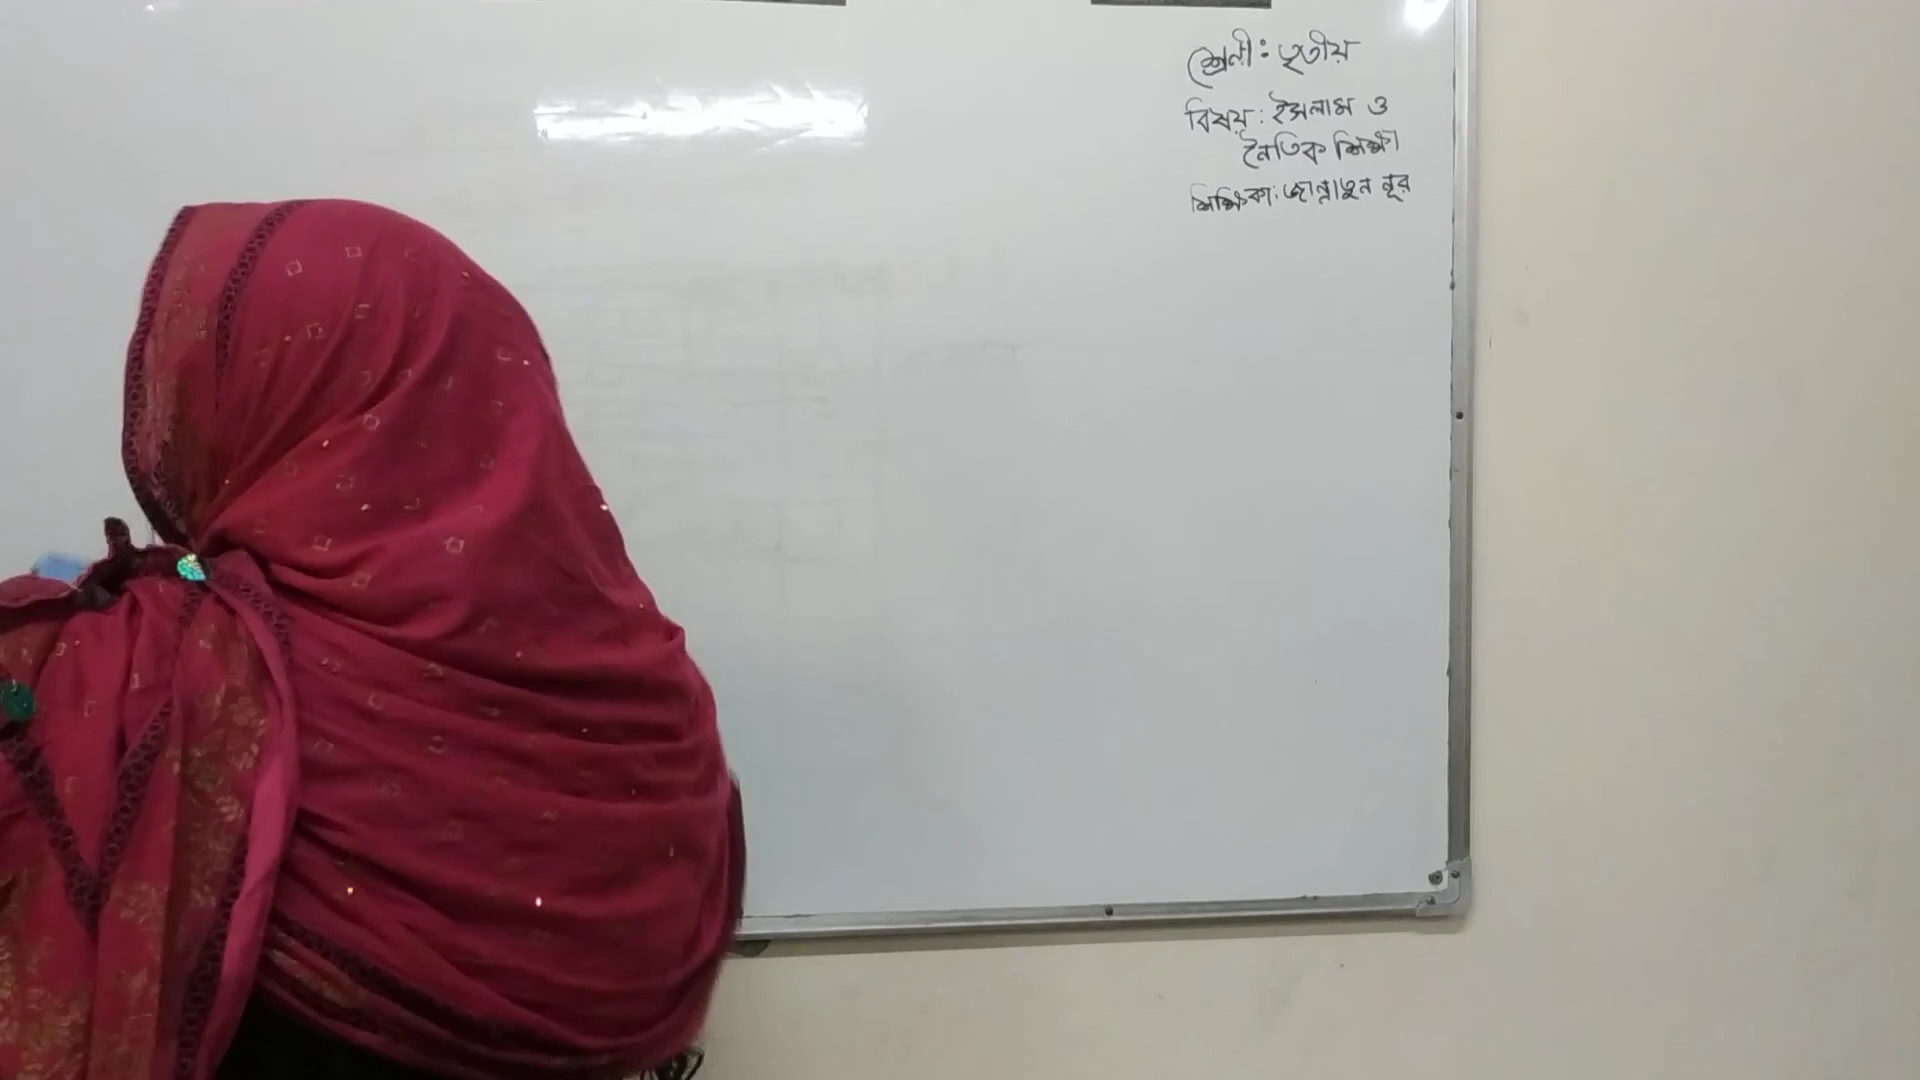 শ্রেনী: তৃতীয়
বিষয়: ইসলাম ও
নৈতিক শিক্ষা
শিক্ষিকা: জান্নাতুন নূর